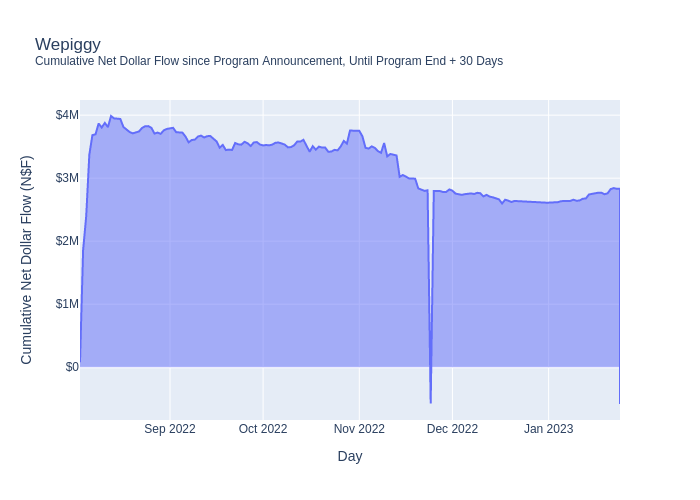 Wepiggy
Cumulative Net Dollar Flow since Program Announcement, Until Program End + 30 Days
Cumulative Net Dollar Flow (N$F)
$4M
$3M
$2M
$1M
$0
Sep 2022 Oct 2022 Nov 2022 Dec 2022 Jan 2023
Day